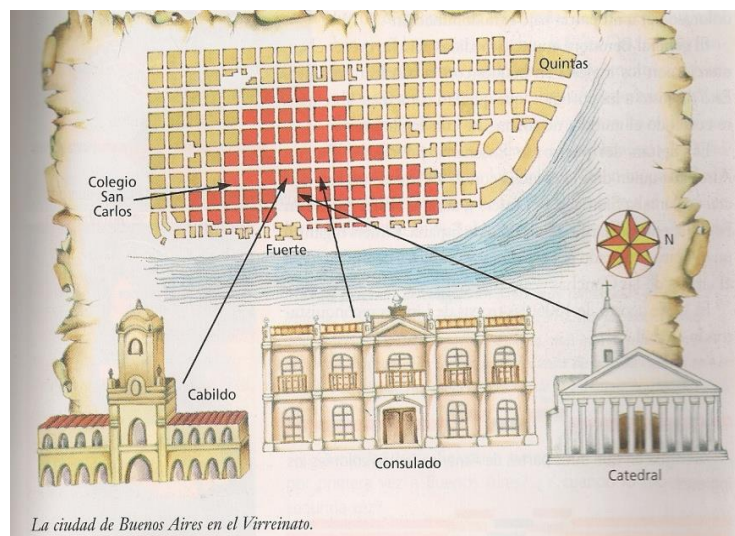 Quintas
Colegio
San
Carlos
Fuerte
N
Cabildo
Consulado
Catedral
La ciudad de Buenos Aires en el Virreinato.